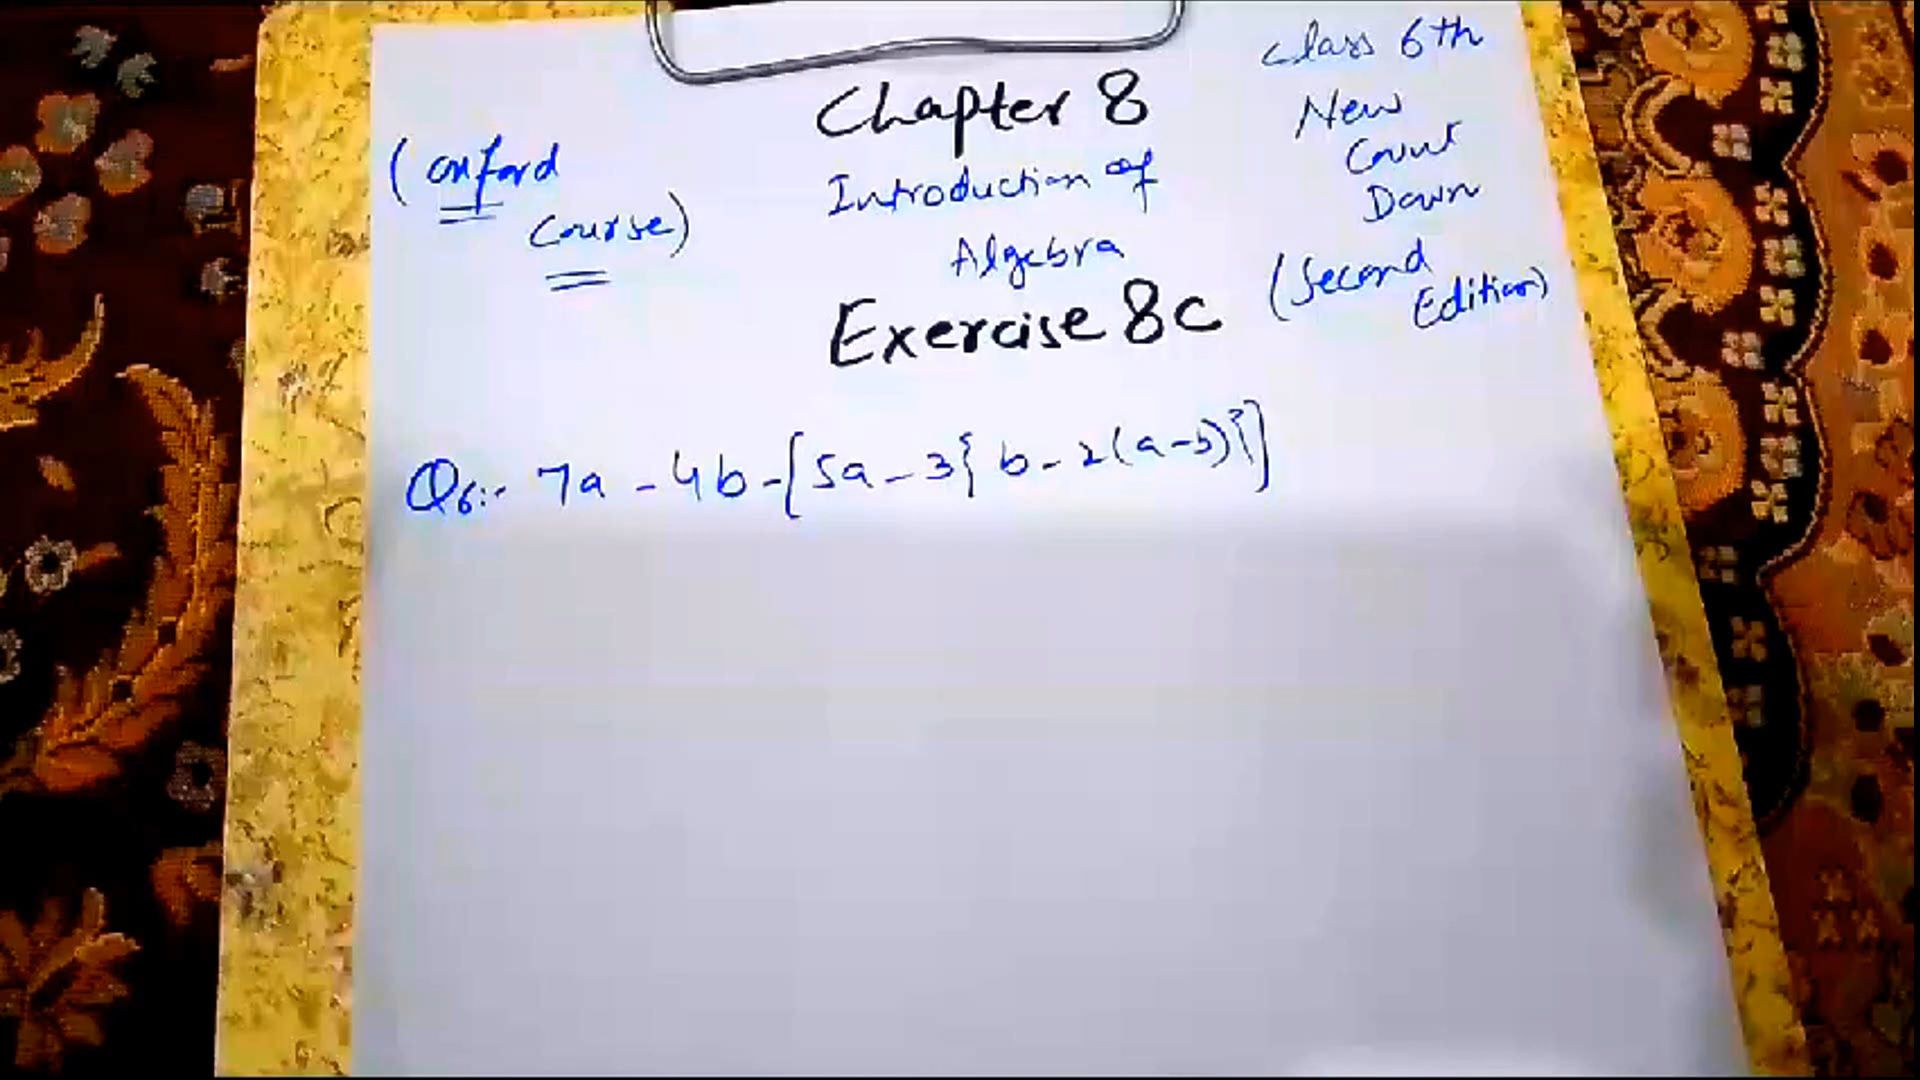 Class 6th
Chapter 8
New
Count
Down
(Oxford
Course)
Introduction of
Algebra
(Second
Edition)
Exercise 8c
Q6:- 7a - 4b - [5a - 3{ b - 2(a-b)}]